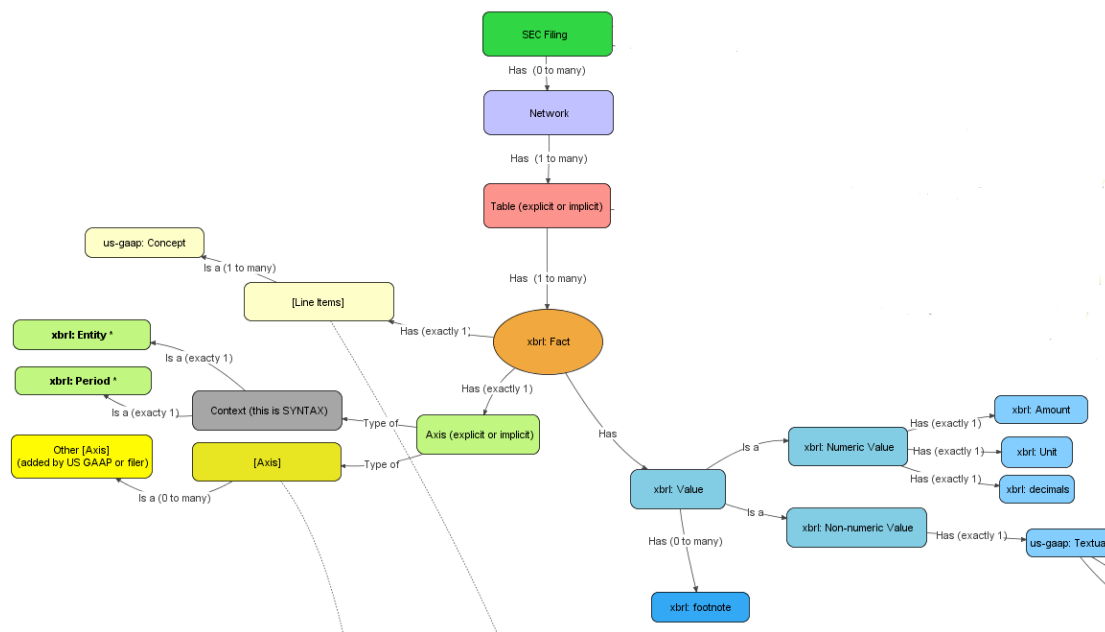 SEC Filing
Has (0 to many)
Network
Has (1 to many)
Table (explicit or implicit)
us-gaap: Concept
Is a (1 to many)
Has (1 to many)
[Line Items]
xbrl: Entity *
Has (exactly 1)
xbrl: Fact
Is a (exacty 1)
xbrl: Period *
Has (exactly 1)
Is a (exactly 1)
Context (this is SYNTAX)
Type of
Axis (explicit or implicit)
Has
xbrl: Amount
Has (exactly 1)
Other [Axis]
(added by US GAAP or filer)
[Axis]
Type of
Is a
xbrl: Numeric Value
Has (exactly 1)
xbrl: Unit
Is a (0 to many)
xbrl: Value
Has (exactly 1)
xbrl: decimals
Is a
xbrl: Non-numeric Value
Has (exactly 1)
us-gaap: Textua
Has (0 to many)
xbrl: footnote